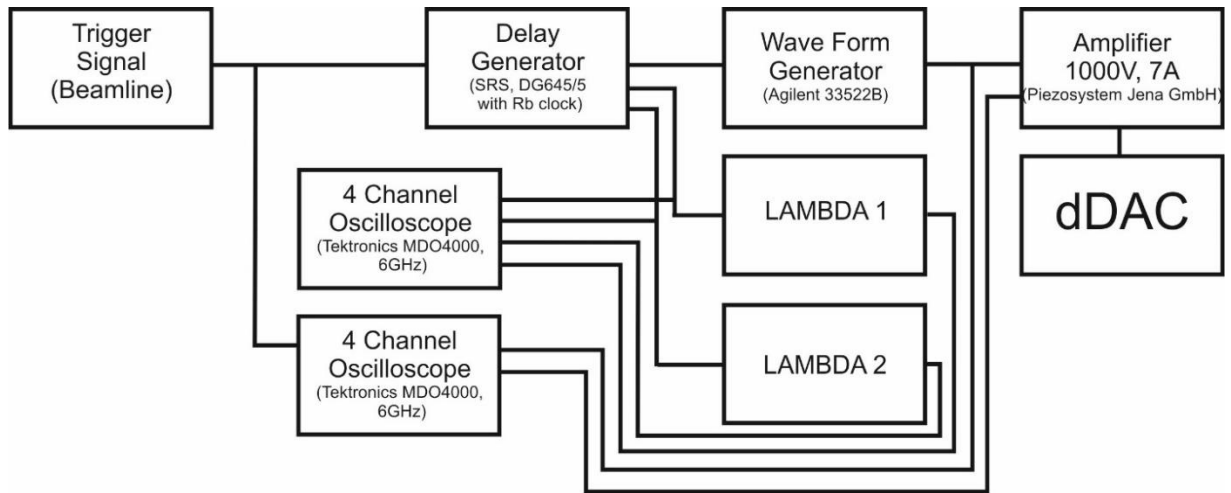 Trigger
Signal
(Beamline)
Delay
Generator
(SRS, DG645/5
with Rb clock)
Wave Form
Generator
(Agilent 33522B)
Amplifier
1000V, 7A
(Piezosystem Jena GmbH)
4 Channel
Oscilloscope
(Tektronics MDO4000,
6GHz)
LAMBDA 1
dDAC
4 Channel
Oscilloscope
(Tektronics MDO4000,
6GHz)
LAMBDA 2